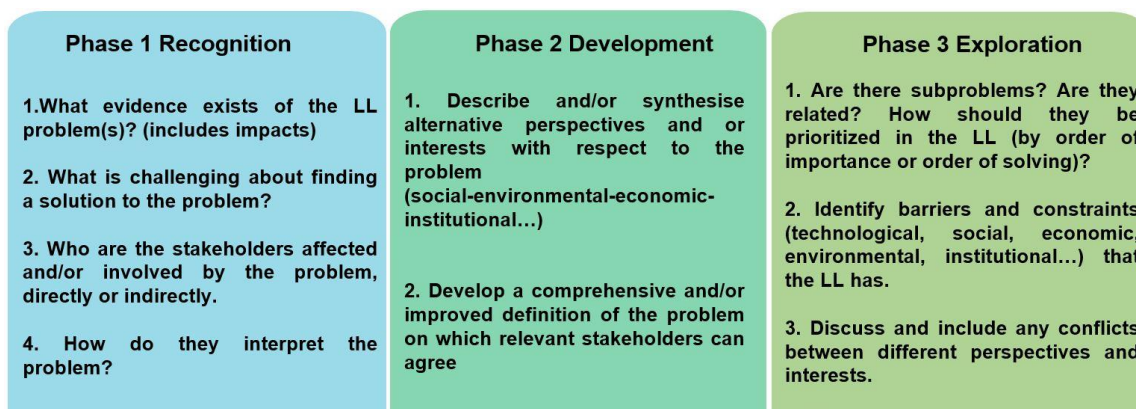 Phase 1 Recognition
1.What evidence exists of the LL
problem(s)? (includes impacts)
2. What is challenging about finding
a solution to the problem?
3. Who are the stakeholders affected
and/or involved by the problem,
directly or indirectly.
4. How do they interpret the
problem?
Phase 2 Development
1. Describe and/or synthesise
alternative perspectives and or
interests with respect to the
problem
(social-environmental-economic-
institutional...)
2. Develop a comprehensive and/or
improved definition of the problem
on which relevant stakeholders can
agree
Phase 3 Exploration
1. Are there subproblems? Are they
related? How should they be
prioritized in the LL (by order of
importance or order of solving)?
2. Identify barriers and constraints
(technological, social, economic,
environmental, institutional...) that
the LL has.
3. Discuss and include any conflicts
between different perspectives and
interests.